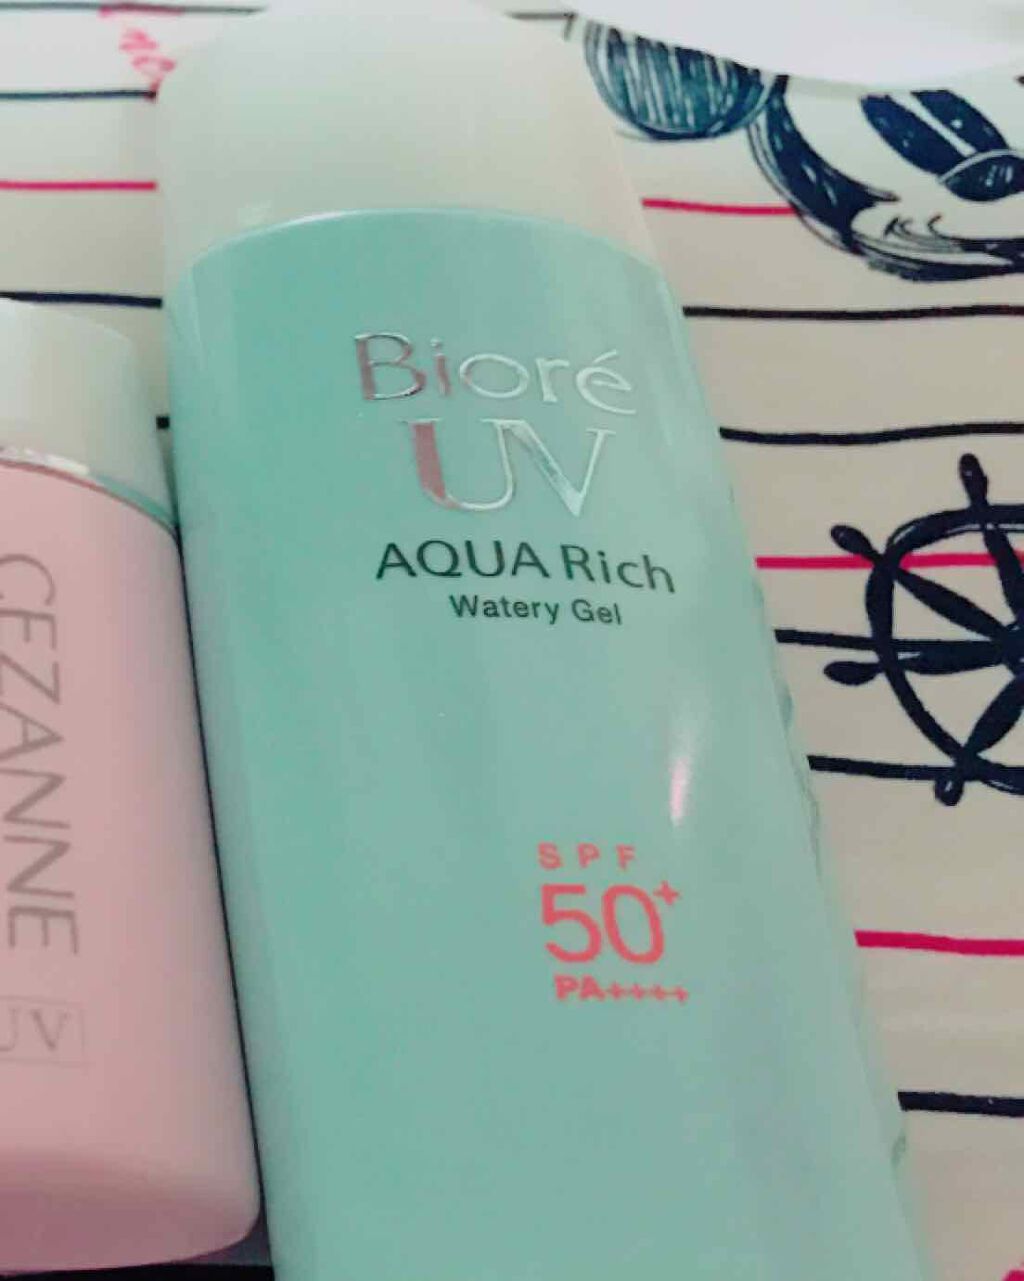 Bioré
UV
AQUA Rich
Watery Gel
SPF
50+
PA++++
CEZANNE
UV